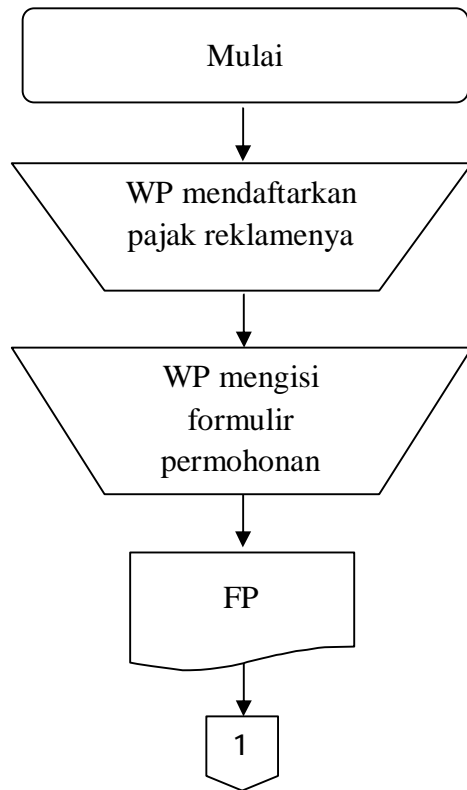 Mulai
WP mendaftarkan
pajak reklamenya
WP mengisi
formulir
permohonan
FP
1